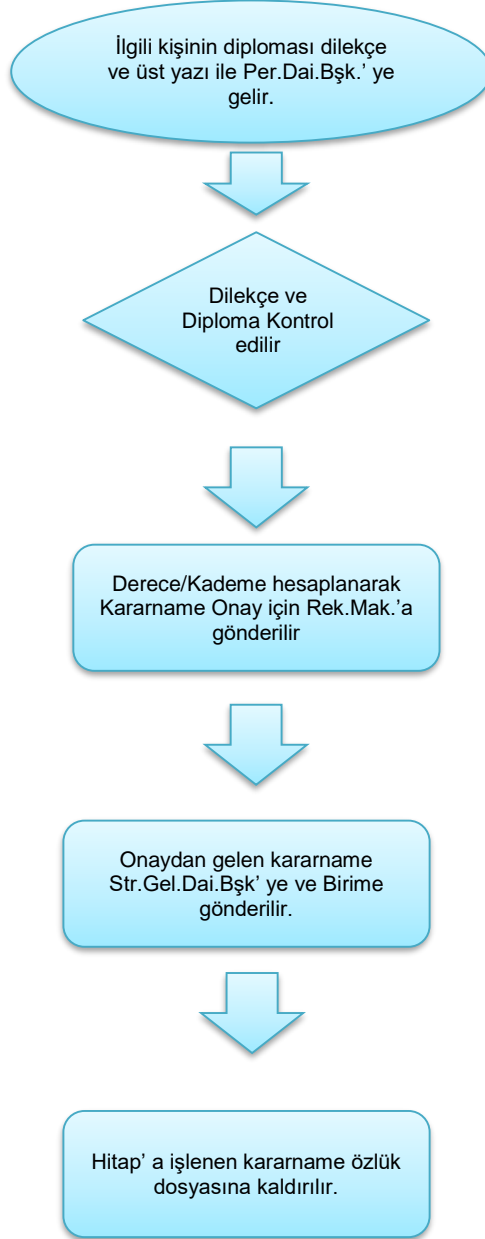 İlgili kişinin diploması dilekçe
ve üst yazı ile Per.Dai.Bşk.’ ye
gelir.
Dilekçe ve
Diploma Kontrol
edilir
Derece/Kademe hesaplanarak
Kararname Onay için Rek.Mak.’a
gönderilir
Onaydan gelen kararname
Str.Gel.Dai.Bşk’ ye ve Birime
gönderilir.
Hitap’ a işlenen kararname özlük
dosyasına kaldırılır.